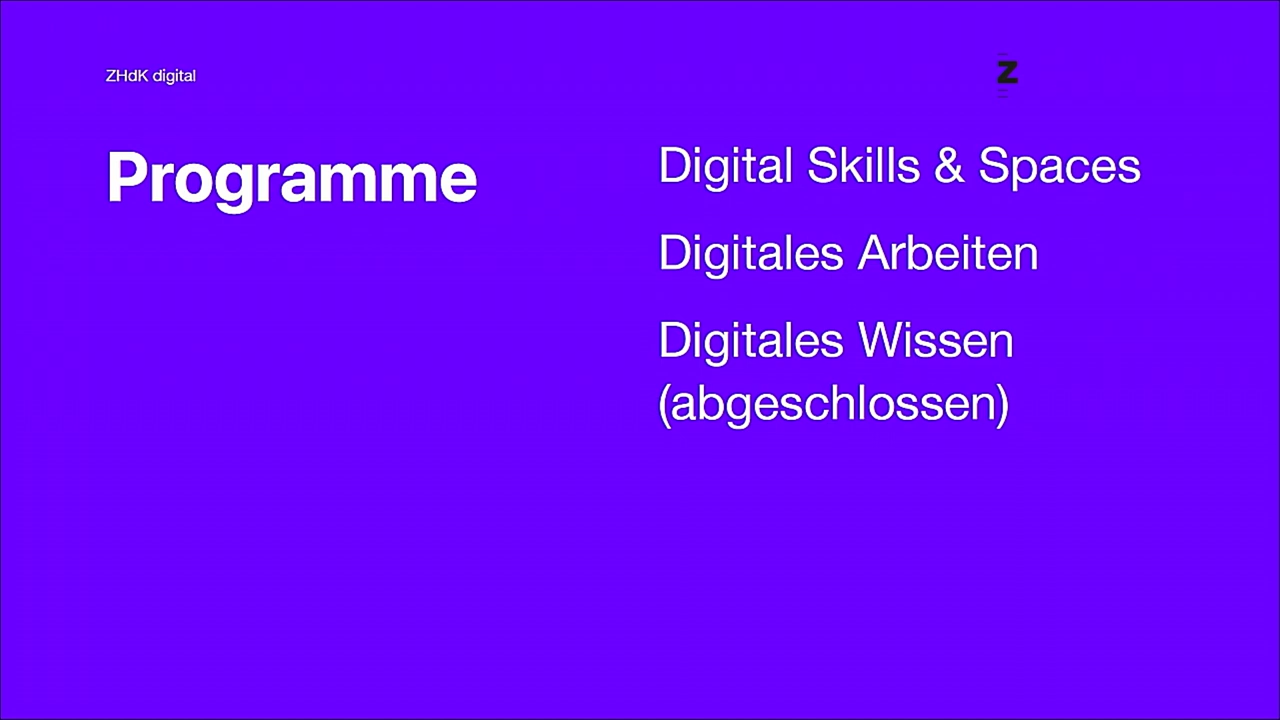 ZHdK digital
Z
Programme
Digital Skills & Spaces
Digitales Arbeiten
Digitales Wissen
(abgeschlossen)